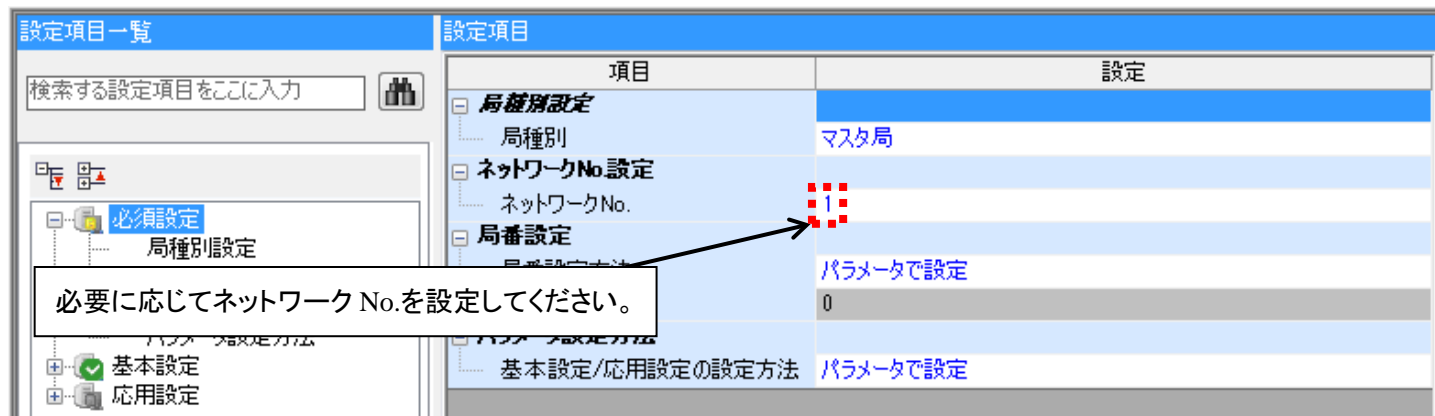 設定項目一覧
検索する設定項目をここに入力
必須設定
局種別設定
基本設定
応用設定
設定項目
項目 設定
局種別設定
局種別 マスタ局
ネットワークNo.設定
ネットワークNo. 1
局番設定
パラメータで設定
0
基本設定/応用設定の設定方法 パラメータで設定
必要に応じてネットワーク No.を設定してください。